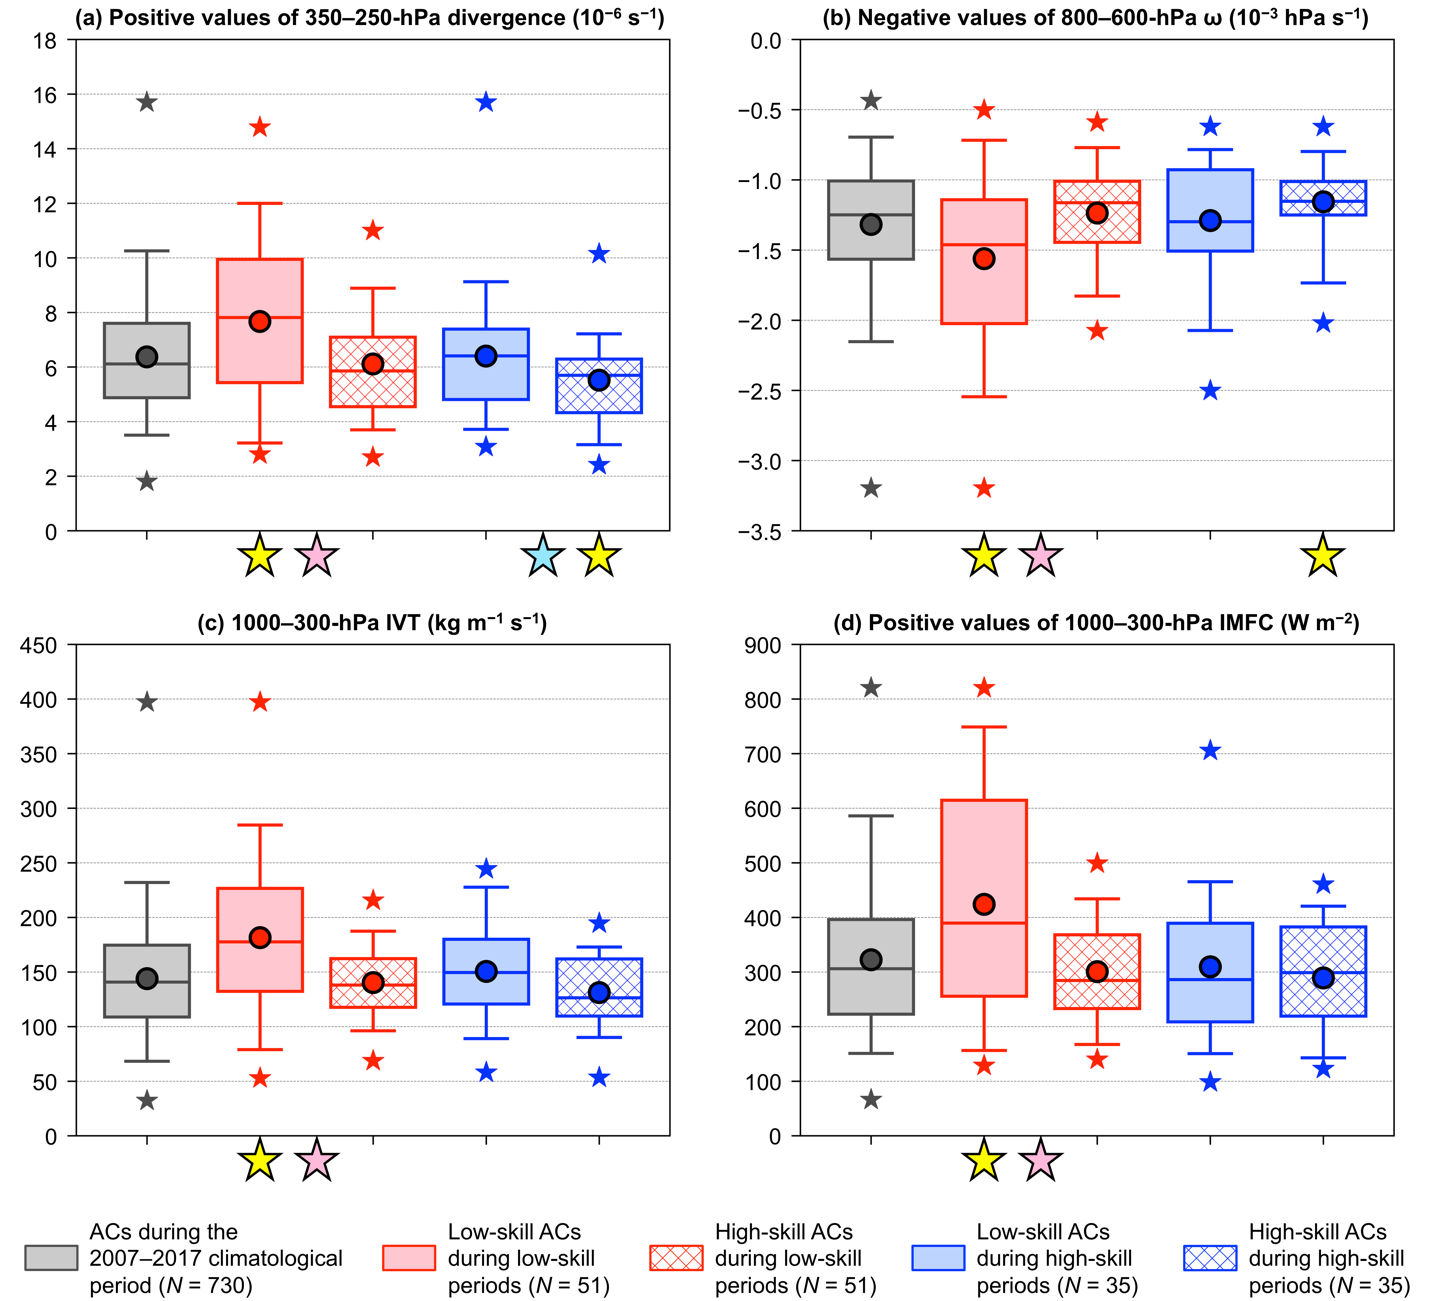 (a) Positive values of 350–250-hPa divergence (10⁻⁶ s⁻¹)
18
16
14
12
10
8
6
4
2
0
(b) Negative values of 800–600-hPa ω (10⁻³ hPa s⁻¹)
0.0
−0.5
−1.0
−1.5
−2.0
−2.5
−3.0
−3.5
(c) 1000–300-hPa IVT (kg m⁻¹ s⁻¹)
450
400
350
300
250
200
150
100
50
0
(d) Positive values of 1000–300-hPa IMFC (W m⁻²)
900
800
700
600
500
400
300
200
100
0
ACs during the
2007–2017 climatological
period (N = 730)
Low-skill ACs
during low-skill
periods (N = 51)
High-skill ACs
during low-skill
periods (N = 51)
Low-skill ACs
during high-skill
periods (N = 35)
High-skill ACs
during high-skill
periods (N = 35)